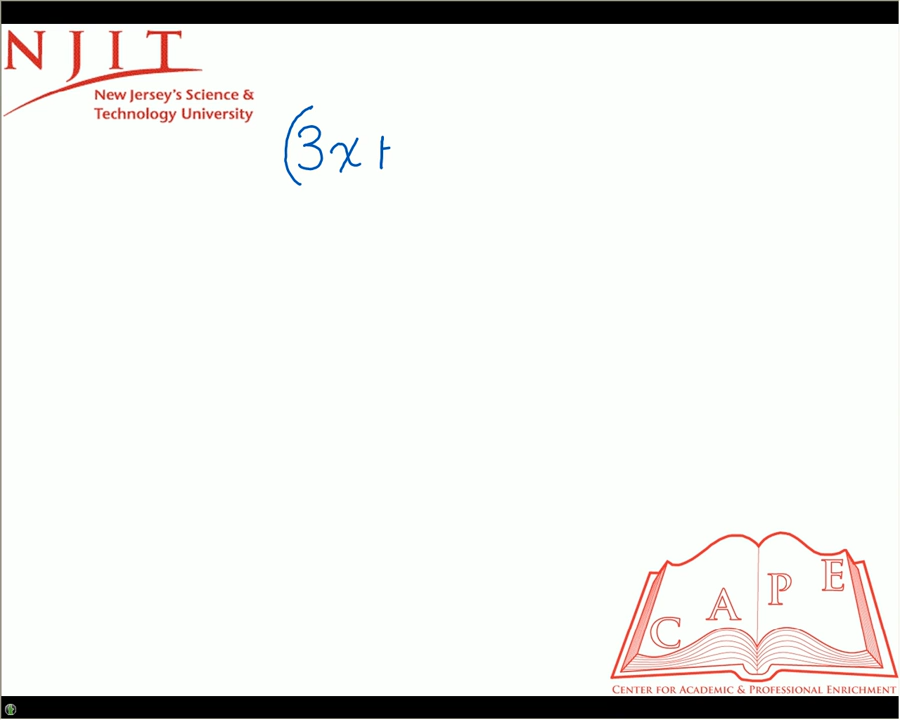 NJIT
New Jersey's Science &
Technology University
(3x+
C A P E
CENTER FOR ACADEMIC & PROFESSIONAL ENRICHMENT